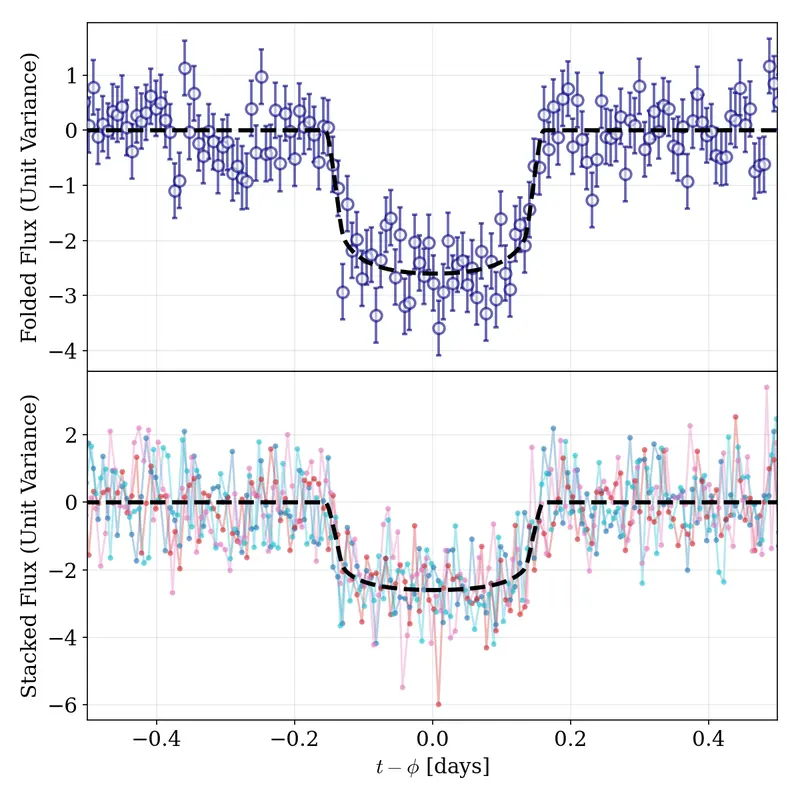 Folded Flux (Unit Variance)
1
0
−1
−2
−3
−4
Stacked Flux (Unit Variance)
2
0
−2
−4
−6
−0.4 −0.2 0.0 0.2 0.4
t − ϕ [days]